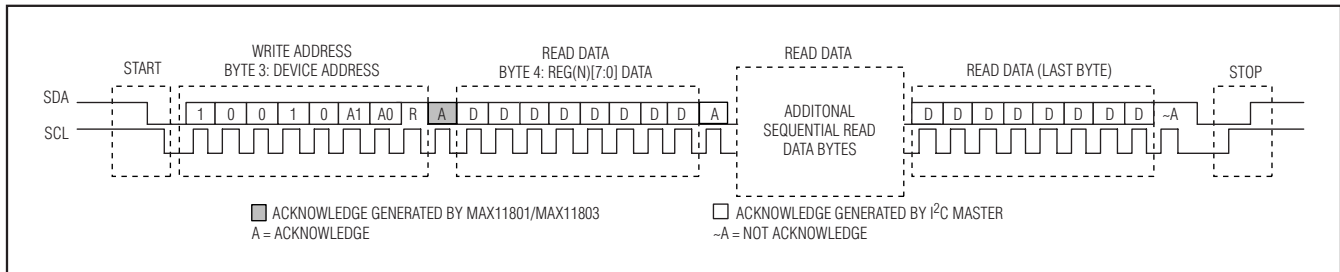 WRITE ADDRESS
BYTE 3: DEVICE ADDRESS
READ DATA
BYTE 4: REG(N)[7:0] DATA
READ DATA
START
READ DATA (LAST BYTE)
STOP
SDA
1 0 0 1 0 A1 A0 R A D D D D D D D D A
D D D D D D D D ~A
ADDITONAL
SEQUENTIAL READ
DATA BYTES
SCL
ACKNOWLEDGE GENERATED BY MAX11801/MAX11803
A = ACKNOWLEDGE
ACKNOWLEDGE GENERATED BY I²C MASTER
~A = NOT ACKNOWLEDGE